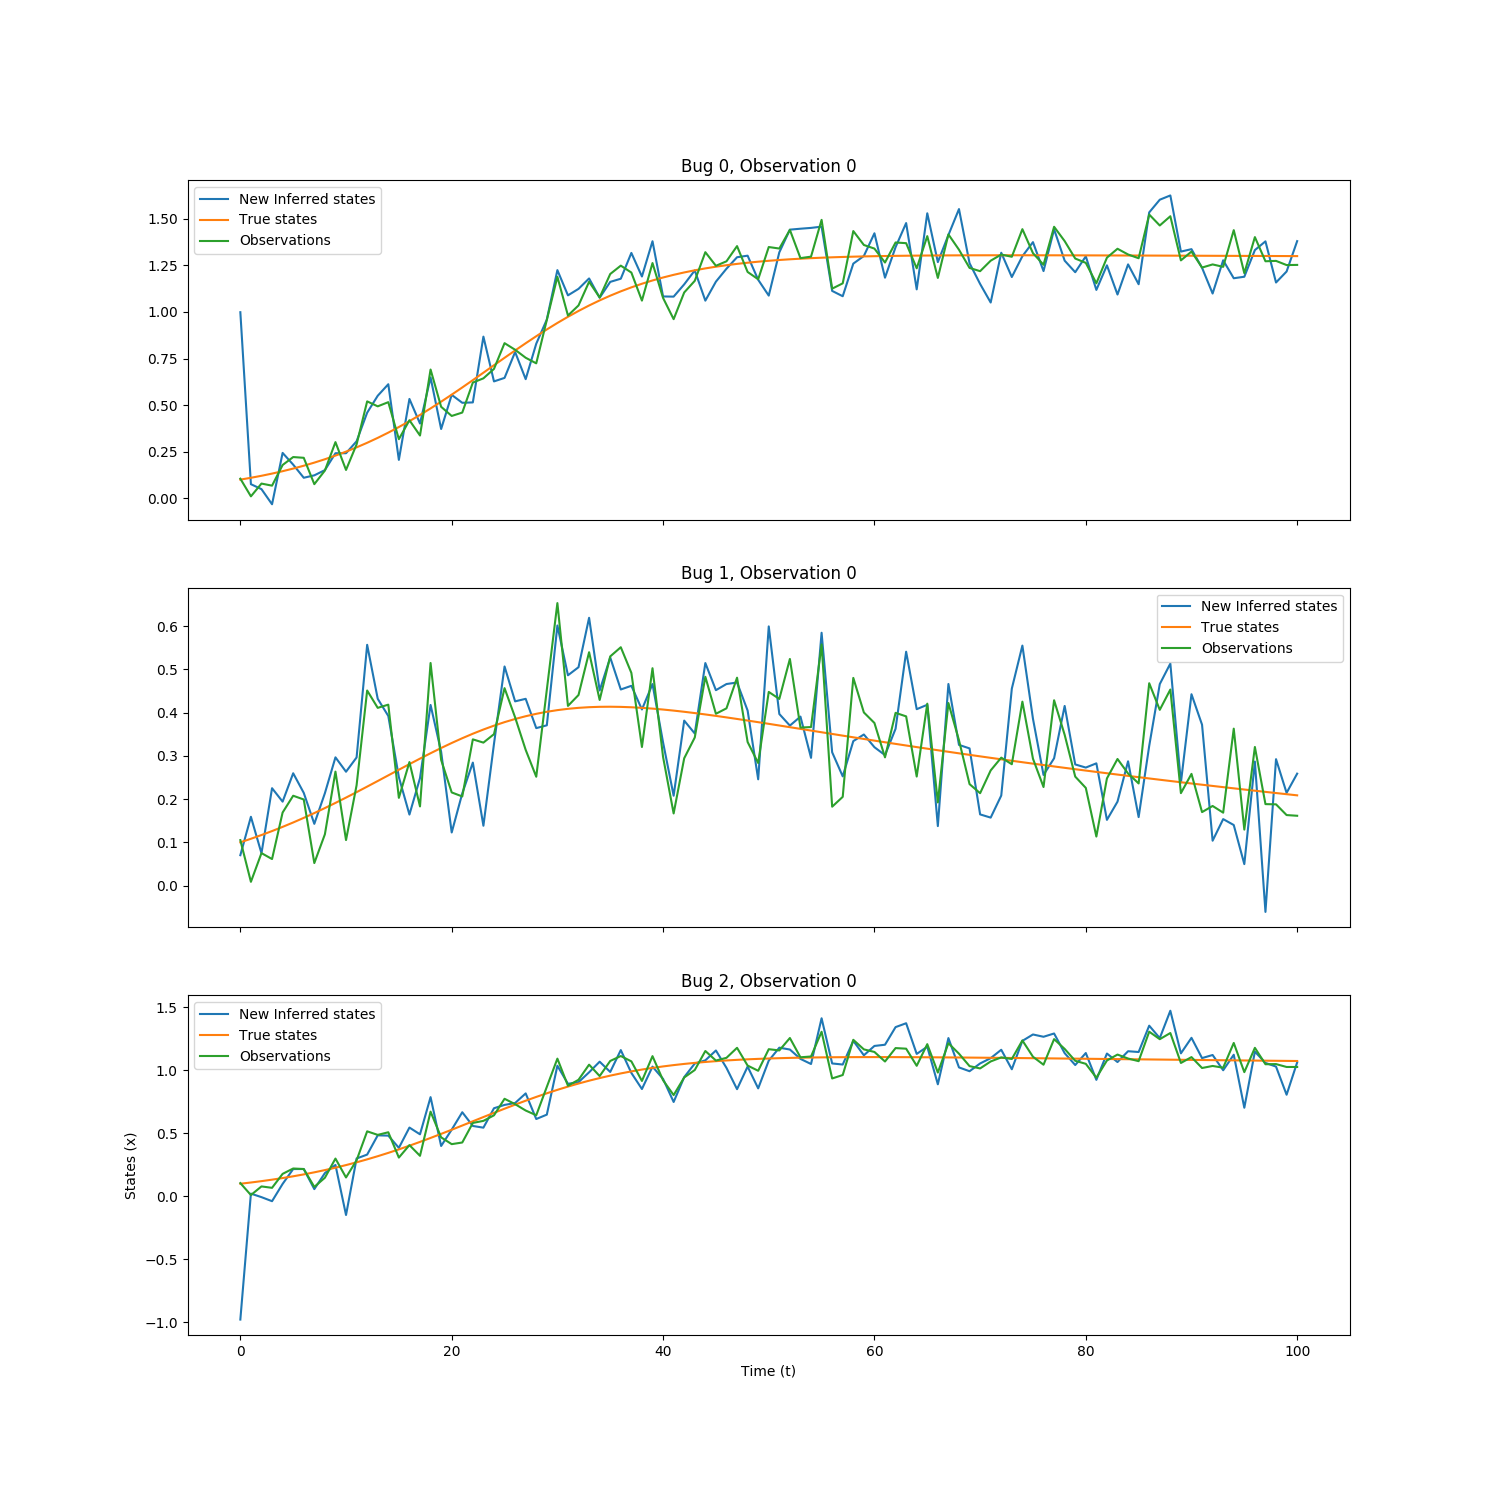 Bug 0, Observation 0
New Inferred states
True states
Observations
1.50
1.25
1.00
0.75
0.50
0.25
0.00
Bug 1, Observation 0
New Inferred states
True states
Observations
0.6
0.5
0.4
0.3
0.2
0.1
0.0
Bug 2, Observation 0
New Inferred states
True states
Observations
1.5
1.0
0.5
0.0
−0.5
−1.0
States (x)
0 20 40 60 80 100
Time (t)